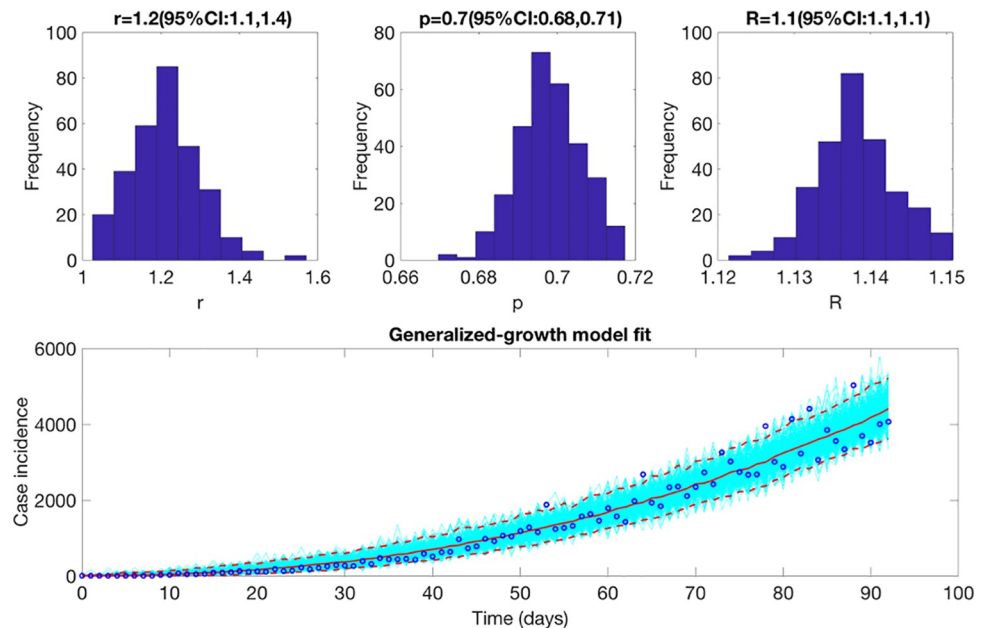 r=1.2(95%CI:1.1,1.4)
100
80
60
40
20
0
Frequency
1 1.2 1.4 1.6
r
p=0.7(95%CI:0.68,0.71)
80
60
40
20
0
Frequency
0.66 0.68 0.7 0.72
p
R=1.1(95%CI:1.1,1.1)
100
80
60
40
20
0
Frequency
1.12 1.13 1.14 1.15
R
Generalized-growth model fit
6000
4000
2000
0
Case incidence
0 10 20 30 40 50 60 70 80 90 100
Time (days)